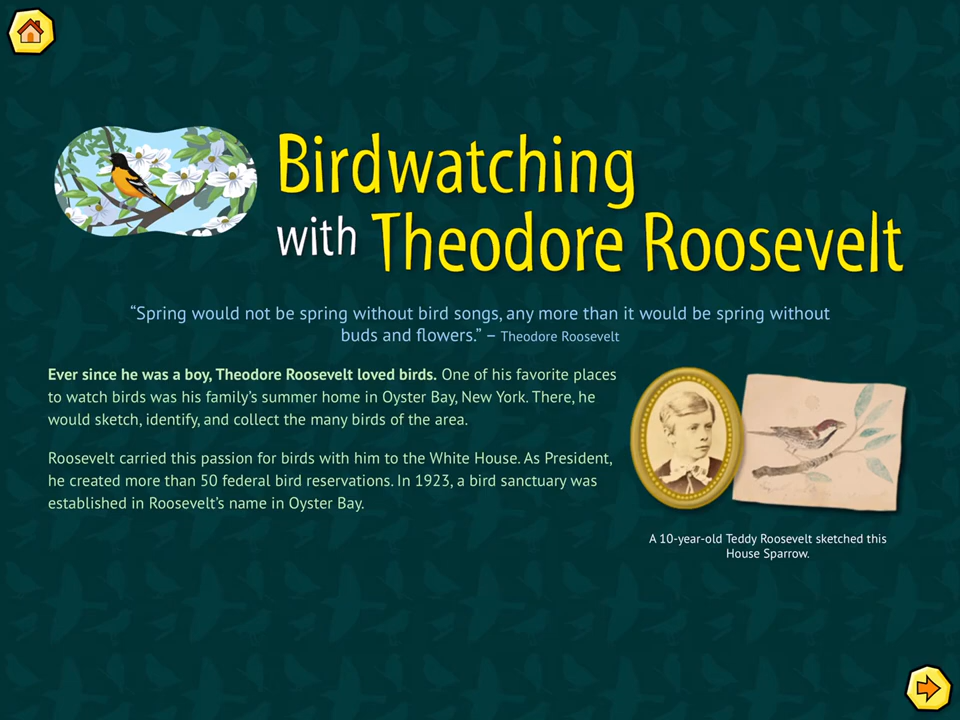 Birdwatching
with Theodore Roosevelt
“Spring would not be spring without bird songs, any more than it would be spring without
buds and flowers.” – Theodore Roosevelt
Ever since he was a boy, Theodore Roosevelt loved birds. One of his favorite places
to watch birds was his family’s summer home in Oyster Bay, New York. There, he
would sketch, identify, and collect the many birds of the area.
Roosevelt carried this passion for birds with him to the White House. As President,
he created more than 50 federal bird reservations. In 1923, a bird sanctuary was
established in Roosevelt’s name in Oyster Bay.
A 10-year-old Teddy Roosevelt sketched this
House Sparrow.